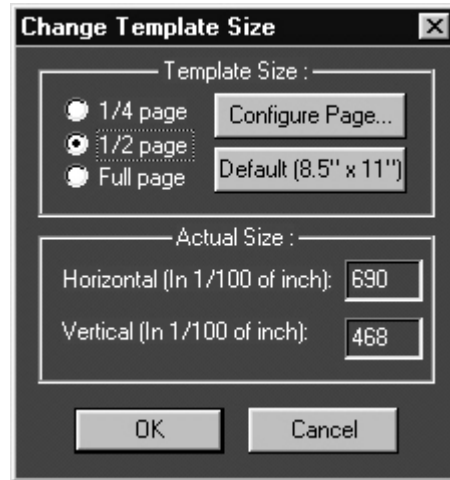 Change Template Size
Template Size :
1/4 page
Configure Page...
1/2 page
Default (8.5" x 11")
Full page
Actual Size :
Horizontal (In 1/100 of inch): 690
Vertical (In 1/100 of inch): 468
OK Cancel